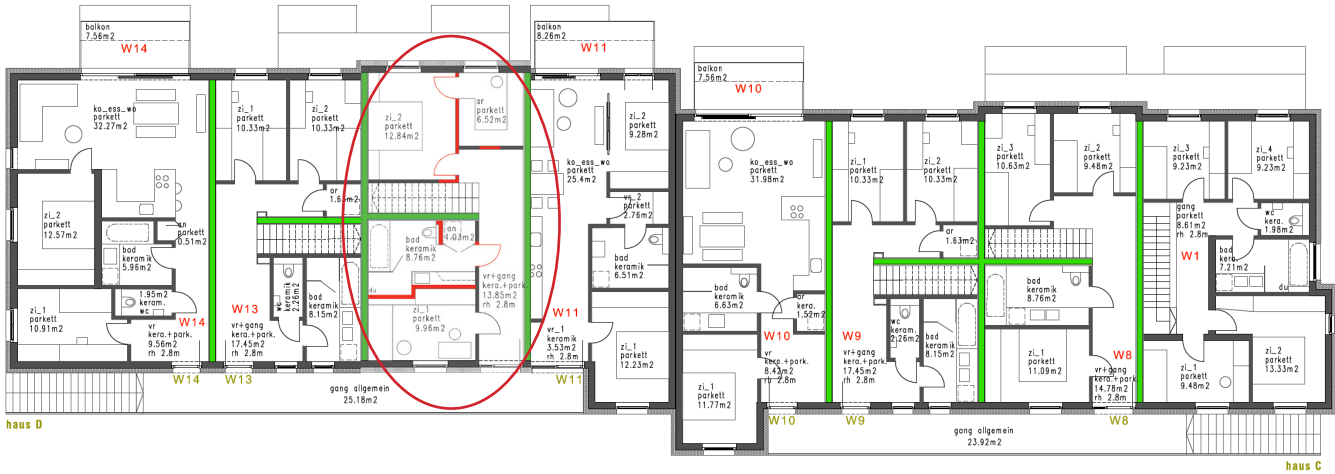 balkon
7.56m2
W14
ko_ess_wo
parkett
32.27m2
zi_2
parkett
12.57m2
an
parkett
0.51m2
bad
keramik
5.96m2
1.95m2
keram.
wc
zi_1
parkett
10.91m2
W14
vr
kera.+park.
9.56m2
rh 2.8m
W14
zi_1
parkett
10.33m2
zi_2
parkett
10.33m2
ar
wc
keramik
2.26m2
bad
keramik
8.15m2
W13
vr+gang
kera.+park.
17.45m2
rh 2.8m
W13
zi_2
parkett
12.84m2
sr
parkett
6.52m2
bad
keramik
8.76m2
an
4.03m2
du
vr+gang
kera.+park.
13.85m2
rh 2.8m
zi_1
parkett
9.96m2
gang allgemein
25.18m2
balkon
8.26m2
W11
zi_2
parkett
9.28m2
ko_ess_wo
parkett
25.4m2
parkett
2.76m2
bad
keramik
6.51m2
W11
vr_1
keramik
3.53m2
rh 2.8m
zi_1
parkett
12.23m2
W11
haus D
balkon
7.56m2
W10
ko_ess_wo
parkett
31.98m2
bad
keramik
6.63m2
ar
kera.
1.52m2
W10
vr
kera.+park.
8.42m2
rh 2.8m
zi_1
parkett
11.77m2
W10
zi_1
parkett
10.33m2
zi_2
parkett
10.33m2
ar
1.63m2
W9
vr+gang
kera.+park.
17.45m2
rh 2.8m
wc
keram.
2.26m2
bad
keramik
8.15m2
W9
zi_3
parkett
10.63m2
zi_2
parkett
9.48m2
bad
keramik
8.76m2
zi_1
parkett
11.09m2
W8
vr+gang
kera.+park.
14.78m2
rh 2.8m
W8
gang allgemein
23.92m2
zi_3
parkett
9.23m2
zi_4
parkett
9.23m2
gang
parkett
8.61m2
rh 2.8m
W1
wc
kera.
1.98m2
bad
kera.
7.21m2
du
zi_1
parkett
9.48m2
zi_2
parkett
13.33m2
haus C